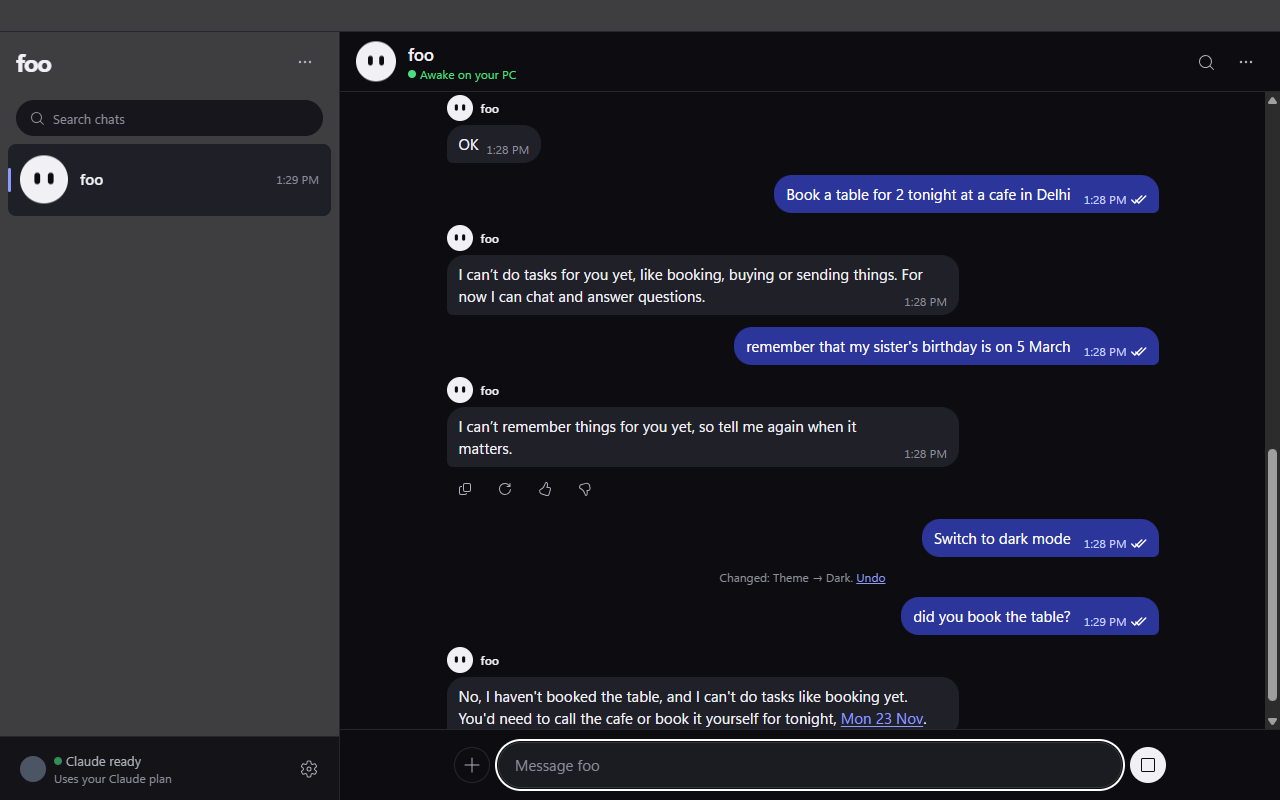 foo
Search chats
foo
1:29 PM
Claude ready
Uses your Claude plan
foo
Awake on your PC
foo
OK 1:28 PM
Book a table for 2 tonight at a cafe in Delhi 1:28 PM
foo
I can’t do tasks for you yet, like booking, buying or sending things. For
now I can chat and answer questions. 1:28 PM
remember that my sister's birthday is on 5 March 1:28 PM
foo
I can’t remember things for you yet, so tell me again when it
matters. 1:28 PM
Switch to dark mode 1:28 PM
Changed: Theme → Dark. Undo
did you book the table? 1:29 PM
foo
No, I haven't booked the table, and I can't do tasks like booking yet.
You'd need to call the cafe or book it yourself for tonight, Mon 23 Nov.
Message foo